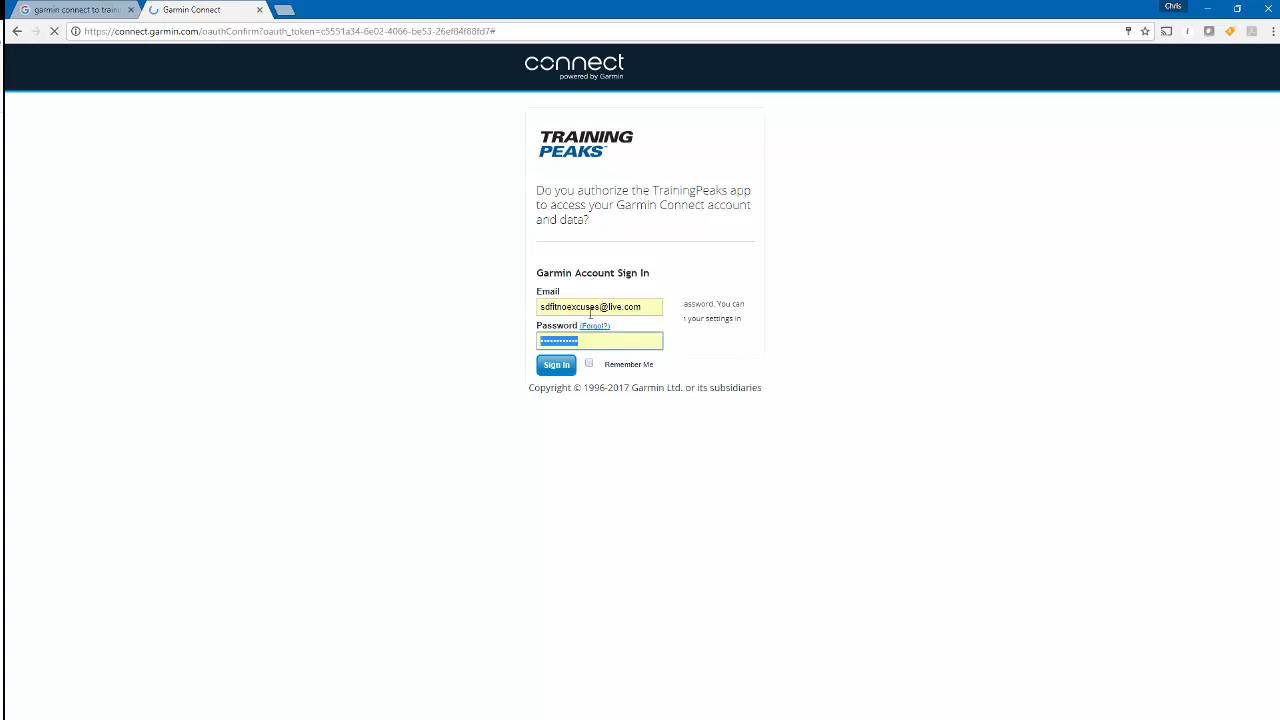 garmin connect to traini
Garmin Connect
Chris
https://connect.garmin.com/oauthConfirm?oauth_token=c5551a34-6e02-4066-be53-26ef84f88fd7#
connect
powered by Garmin
TRAINING
PEAKS
Do you authorize the TrainingPeaks app
to access your Garmin Connect account
and data?
Garmin Account Sign In
Email
sdfitnoexcuses@live.com
assword. You can
Password (Forgot?)
your settings in
Sign In
Remember Me
Copyright © 1996-2017 Garmin Ltd. or its subsidiaries